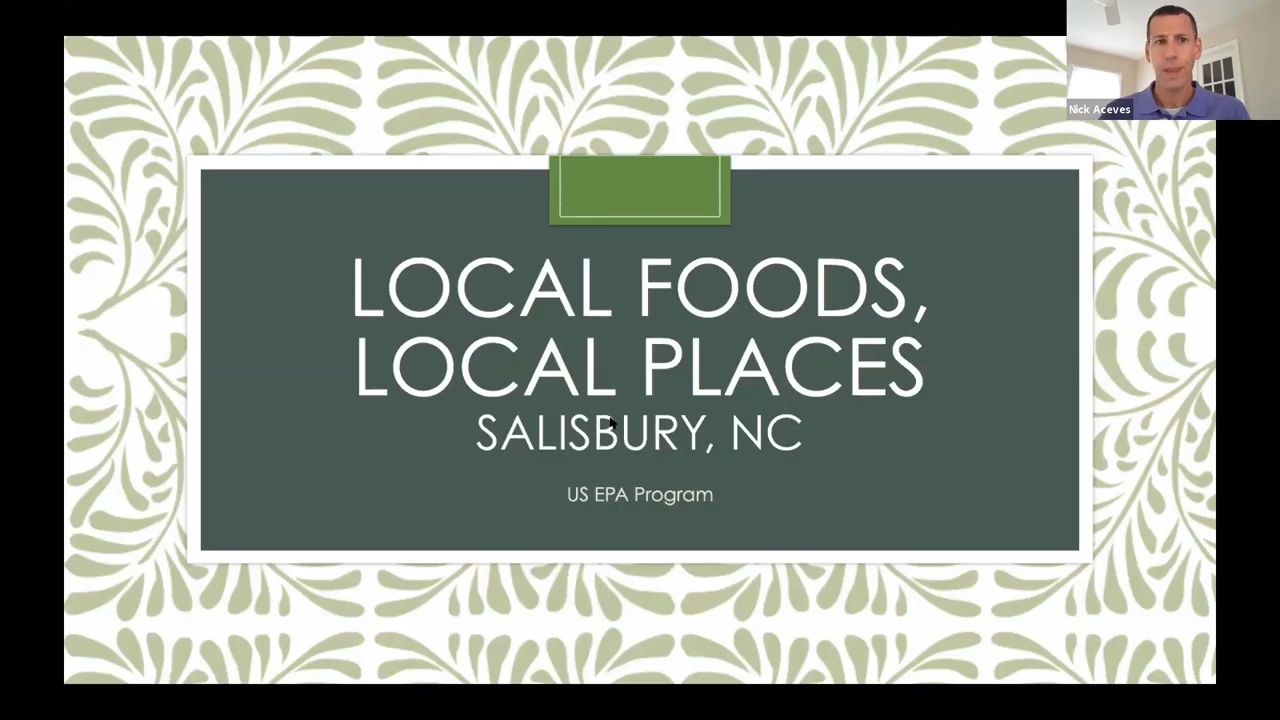 Nick Aceves
LOCAL FOODS,
LOCAL PLACES
SALISBURY, NC
US EPA Program